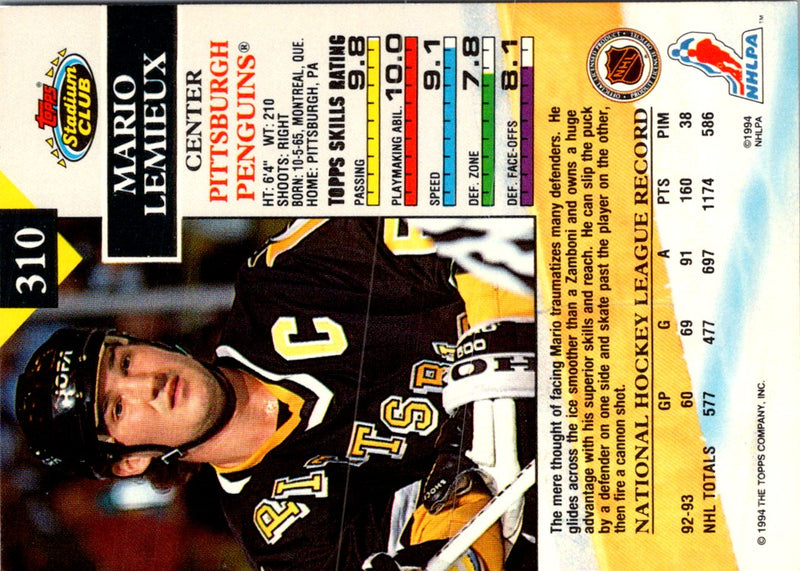 310
TOPPS
Stadium
CLUB
™
MARIO
LEMIEUX
CENTER
PITTSBURGH
PENGUINS®
HT: 6'4" WT: 210
SHOOTS: RIGHT
BORN: 10-5-65, MONTREAL, QUE.
HOME: PITTSBURGH, PA
TOPPS SKILLS RATING
PASSING 9.8
PLAYMAKING ABIL. 10.0
SPEED 9.1
DEF. ZONE 7.8
DEF. FACE-OFFS 8.1
JOFA
C
PITTSB
The mere thought of facing Mario traumatizes many defenders. He
glides across the ice smoother than a Zamboni and owns a huge
advantage with his superior skills and reach. He can slip the puck
by a defender on one side and skate past the player on the other,
then fire a cannon shot.
NATIONAL HOCKEY LEAGUE RECORD
GP G A PTS PIM
92-93 60 69 91 160 38
NHL TOTALS 577 477 697 1174 586
NHL
NHLPA
™
©1994
NHLPA
© 1994 THE TOPPS COMPANY, INC.